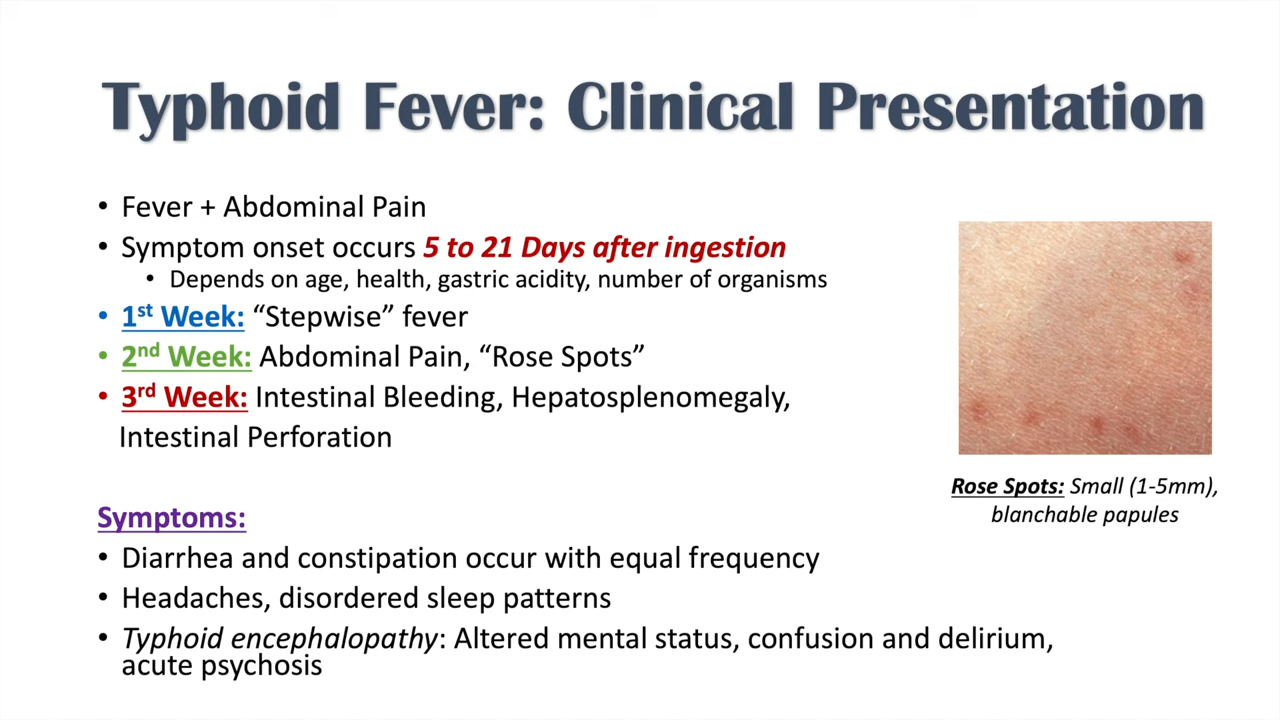 Typhoid Fever: Clinical Presentation
• Fever + Abdominal Pain
• Symptom onset occurs 5 to 21 Days after ingestion
• Depends on age, health, gastric acidity, number of organisms
• 1st Week: “Stepwise” fever
• 2nd Week: Abdominal Pain, “Rose Spots”
• 3rd Week: Intestinal Bleeding, Hepatosplenomegaly,
Intestinal Perforation
Rose Spots: Small (1-5mm),
blanchable papules
Symptoms:
• Diarrhea and constipation occur with equal frequency
• Headaches, disordered sleep patterns
• Typhoid encephalopathy: Altered mental status, confusion and delirium,
acute psychosis